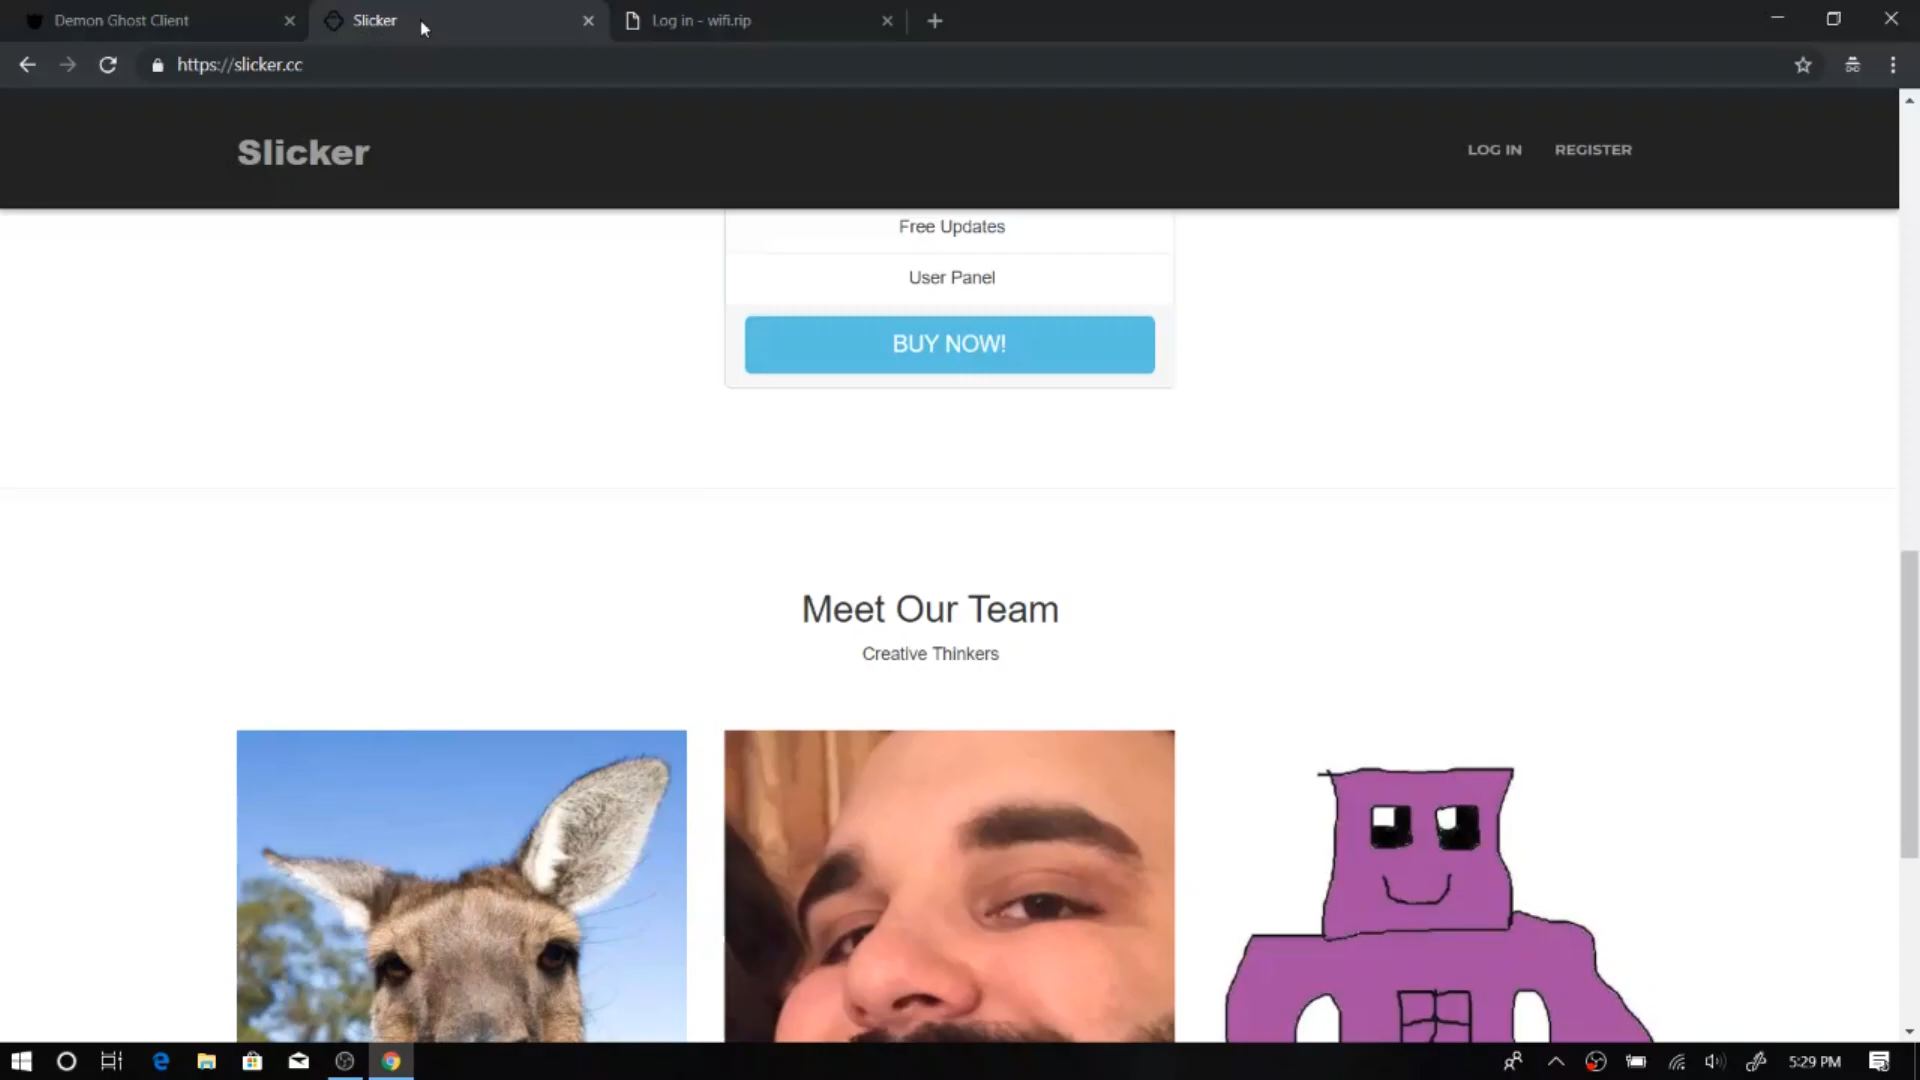 Demon Ghost Client
Slicker
Log in - wifi.rip
https://slicker.cc
Slicker
LOG IN
REGISTER
Free Updates
User Panel
BUY NOW!
Meet Our Team
Creative Thinkers
5:29 PM